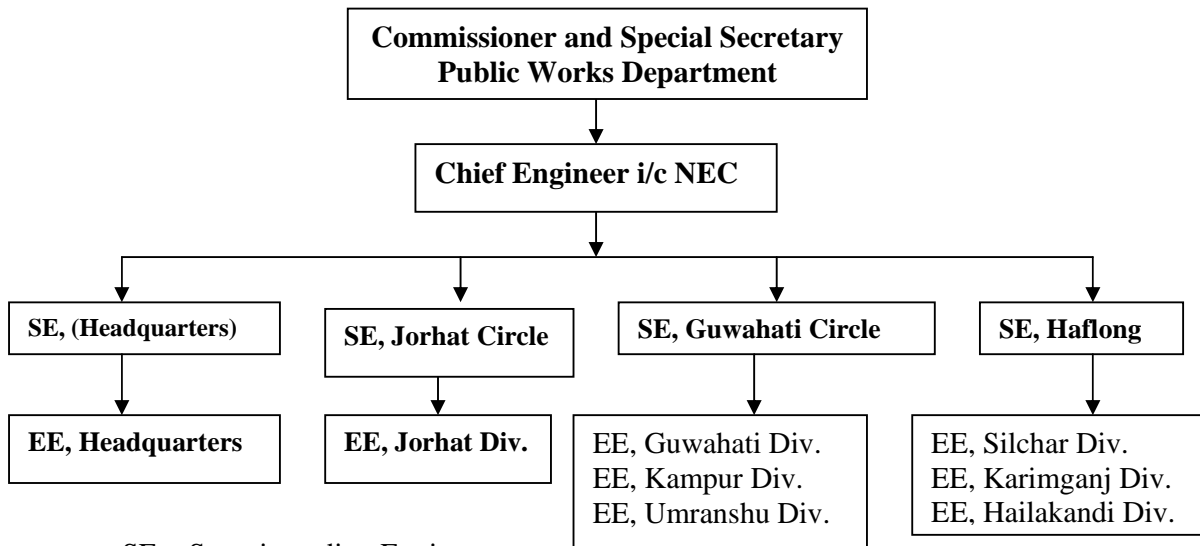 Commissioner and Special Secretary
Public Works Department
Chief Engineer i/c NEC
SE, (Headquarters)
SE, Jorhat Circle
SE, Guwahati Circle
SE, Haflong
EE, Headquarters
EE, Jorhat Div.
EE, Guwahati Div.
EE, Kampur Div.
EE, Umranshu Div.
EE, Silchar Div.
EE, Karimganj Div.
EE, Hailakandi Div.